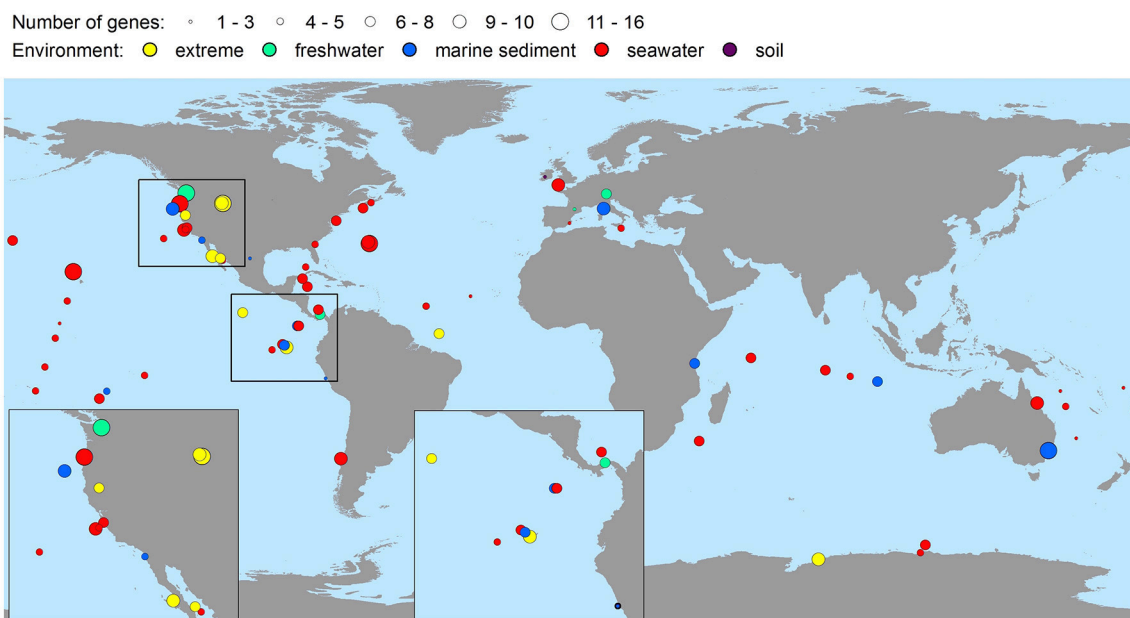 Number of genes: 1 - 3 4 - 5 6 - 8 9 - 10 11 - 16
Environment: extreme freshwater marine sediment seawater soil